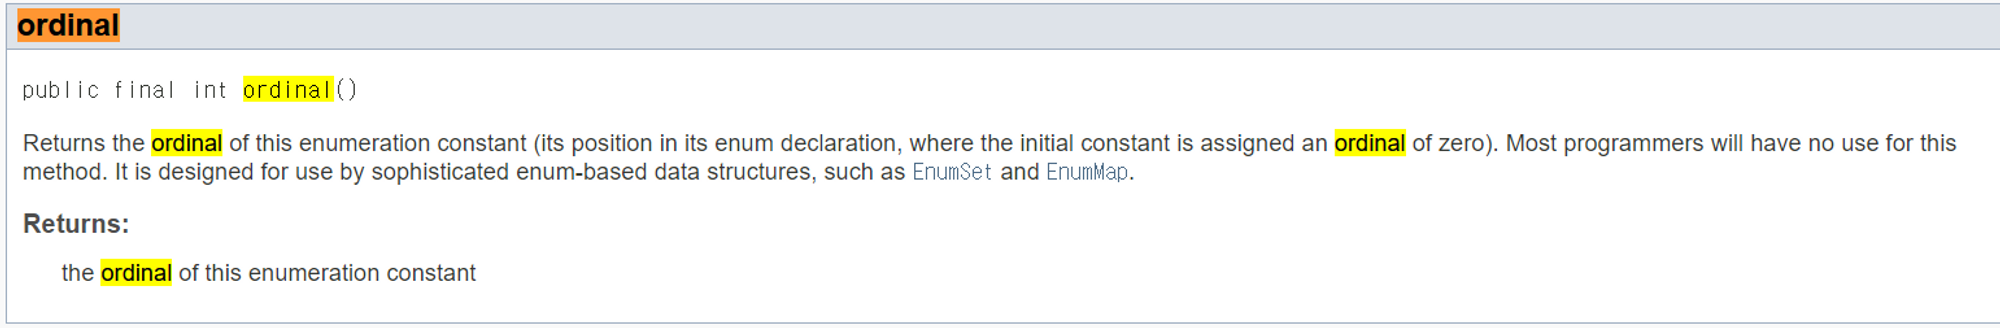 ordinal
public final int ordinal()
Returns the ordinal of this enumeration constant (its position in its enum declaration, where the initial constant is assigned an ordinal of zero). Most programmers will have no use for this
method. It is designed for use by sophisticated enum-based data structures, such as EnumSet and EnumMap.
Returns:
the ordinal of this enumeration constant